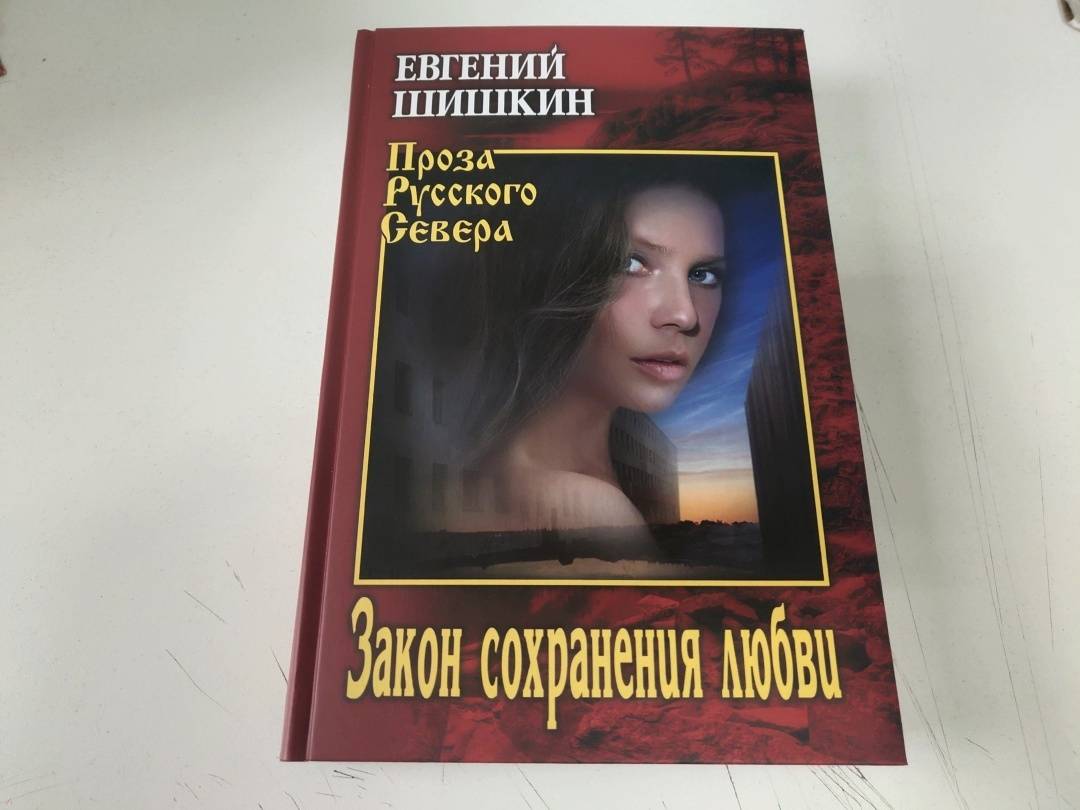 ЕВГЕНИЙ
ШИШКИН
Проза
Русского
Севера
Закон сохранения любви